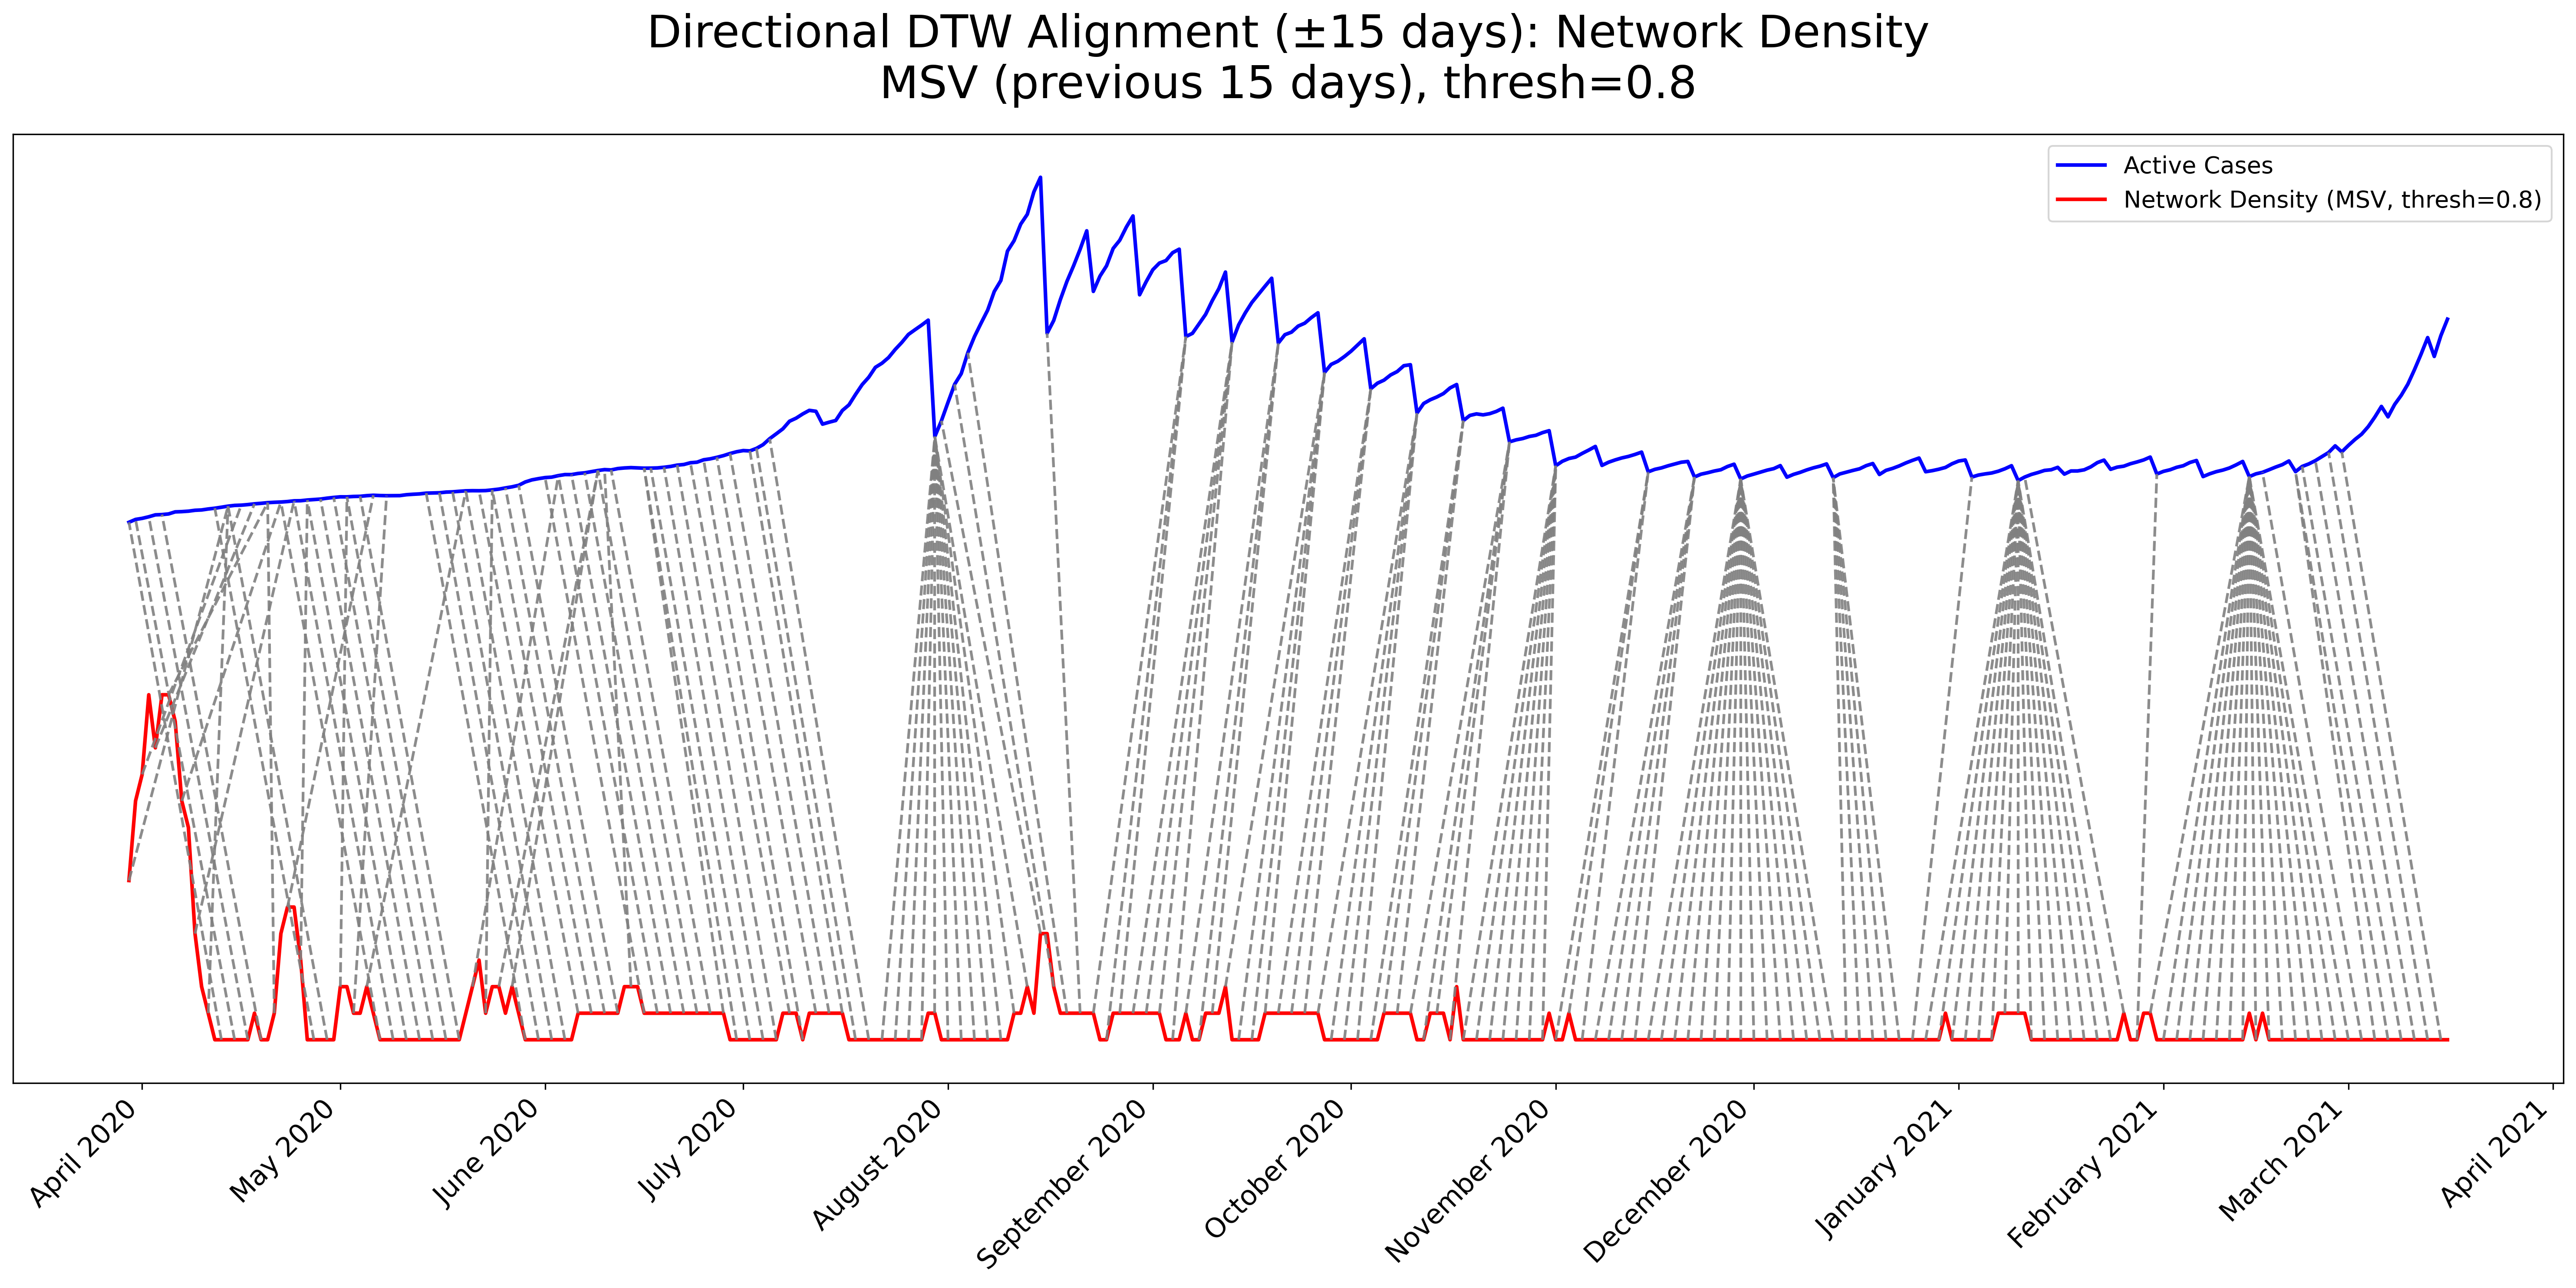 Directional DTW Alignment (±15 days): Network Density
MSV (previous 15 days), thresh=0.8
Active Cases
Network Density (MSV, thresh=0.8)
April 2020
May 2020
June 2020
July 2020
August 2020
September 2020
October 2020
November 2020
December 2020
January 2021
February 2021
March 2021
April 2021